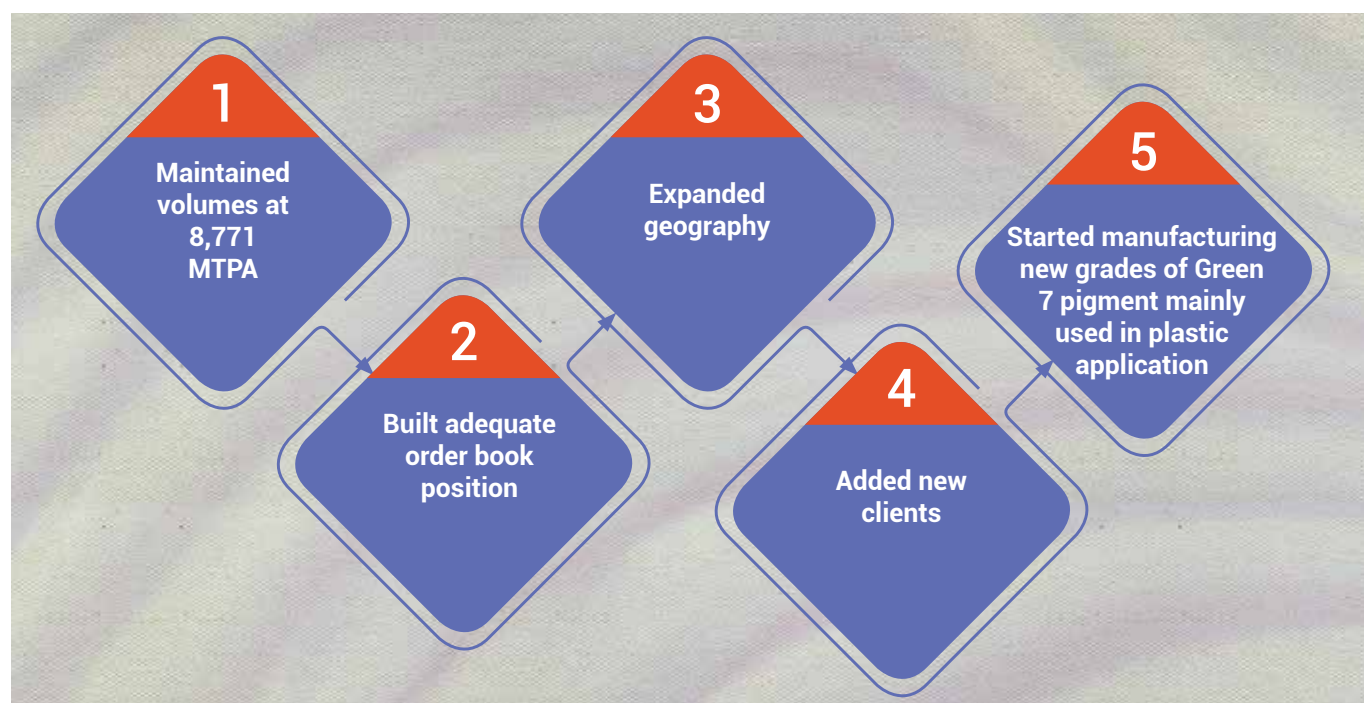 1
Maintained
volumes at
8,771
MTPA
2
Built adequate
order book
position
3
Expanded
geography
4
Added new
clients
5
Started manufacturing
new grades of Green
7 pigment mainly
used in plastic
application